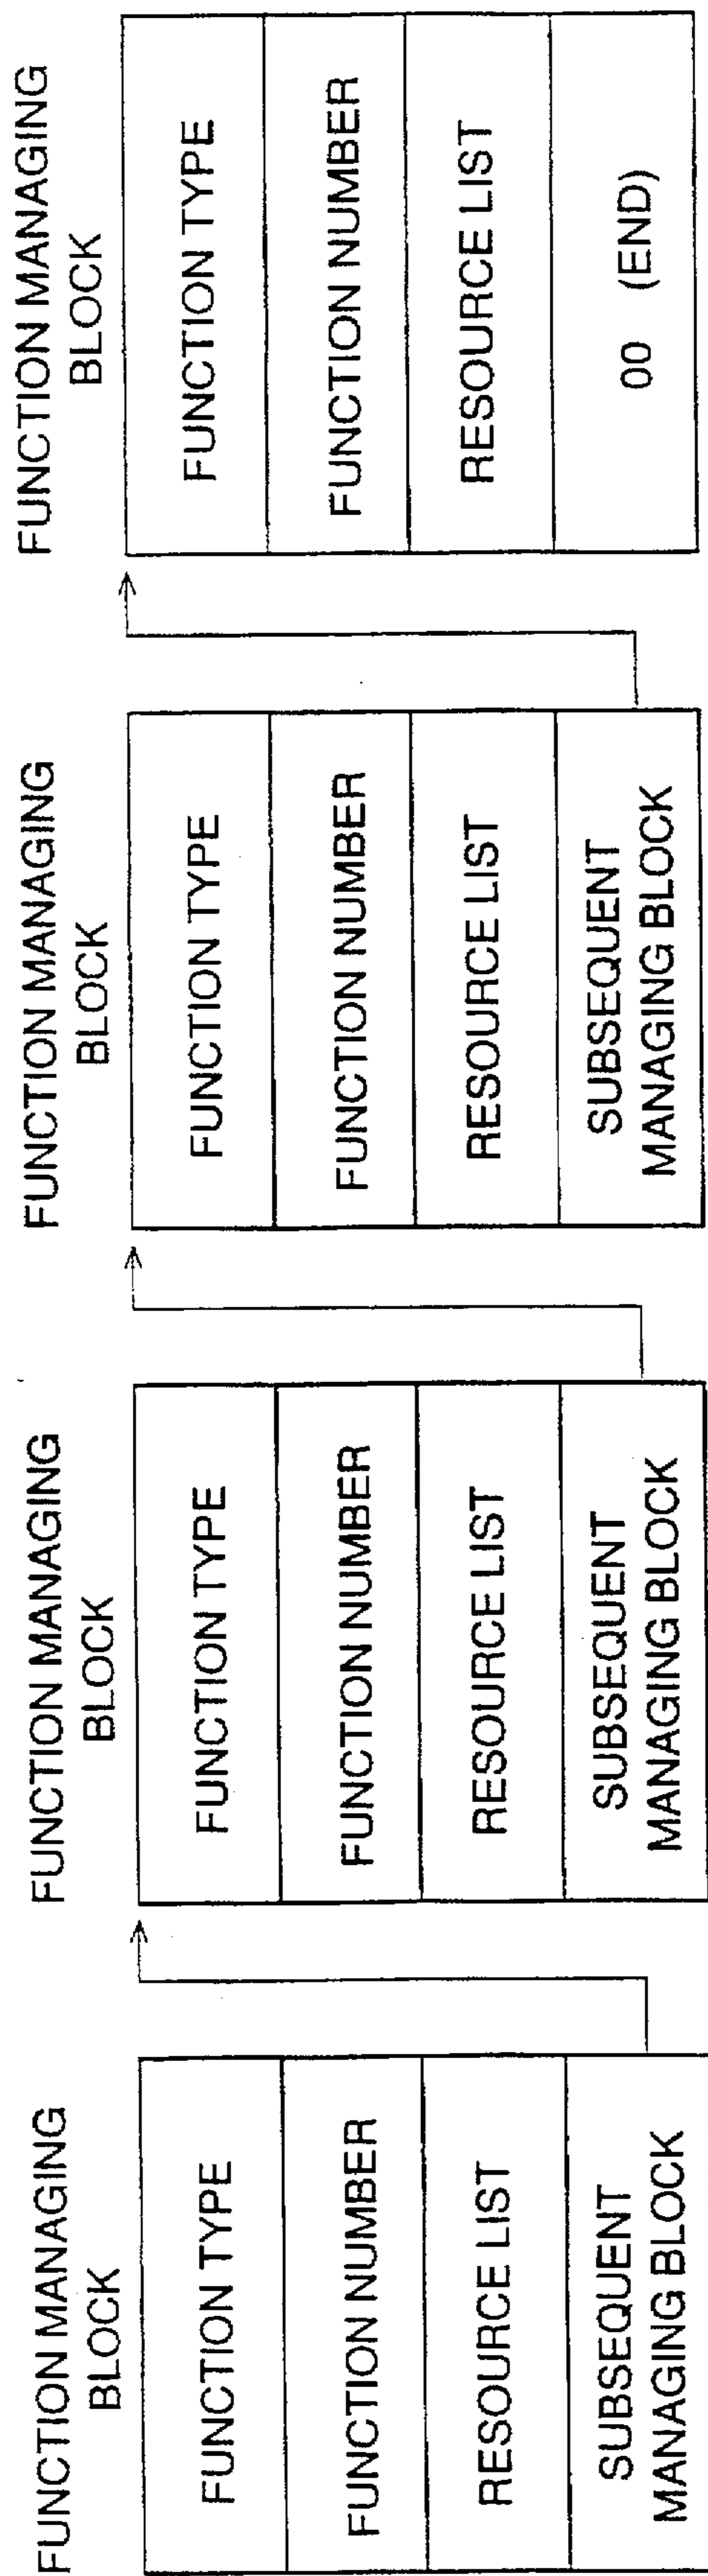 FUNCTION MANAGING
BLOCK
FUNCTION TYPE
FUNCTION NUMBER
RESOURCE LIST
SUBSEQUENT
MANAGING BLOCK
FUNCTION MANAGING
BLOCK
FUNCTION TYPE
FUNCTION NUMBER
RESOURCE LIST
SUBSEQUENT
MANAGING BLOCK
FUNCTION MANAGING
BLOCK
FUNCTION TYPE
FUNCTION NUMBER
RESOURCE LIST
SUBSEQUENT
MANAGING BLOCK
FUNCTION MANAGING
BLOCK
FUNCTION TYPE
FUNCTION NUMBER
RESOURCE LIST
00 (END)